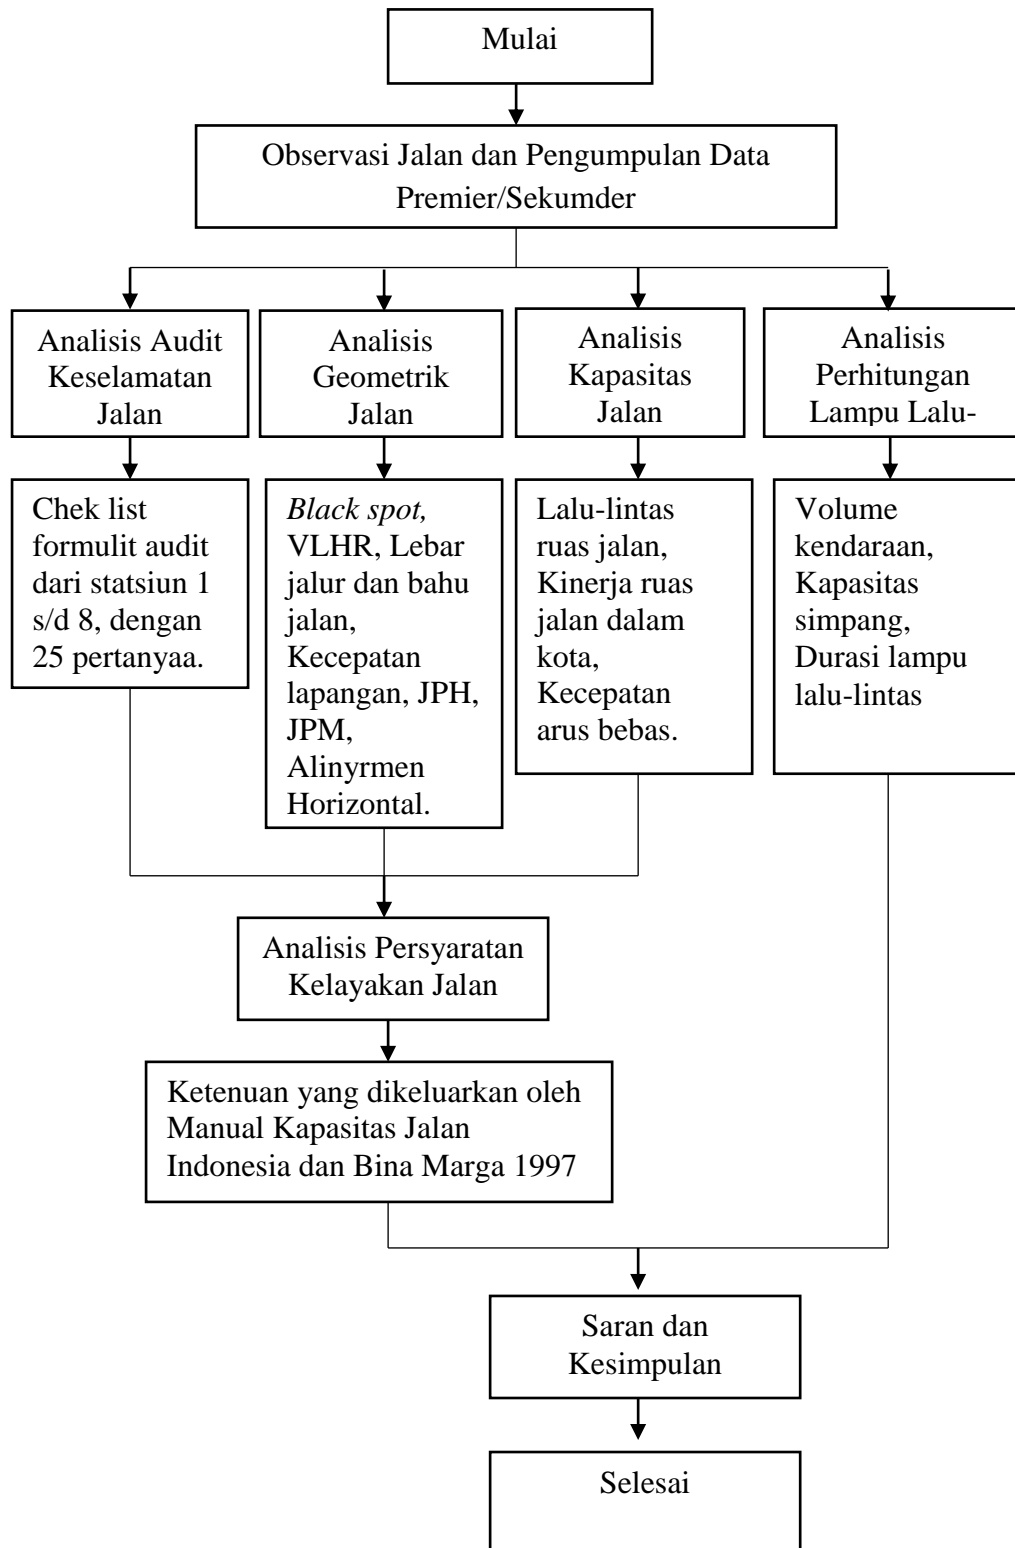 Mulai
Observasi Jalan dan Pengumpulan Data
Premier/Sekumder
Analisis Audit
Keselamatan
Jalan
Analisis
Geometrik
Jalan
Analisis
Kapasitas
Jalan
Analisis
Perhitungan
Lampu Lalu-
Chek list
formulit audit
dari statsiun 1
s/d 8, dengan
25 pertanyaa.
Black spot,
VLHR, Lebar
jalur dan bahu
jalan,
Kecepatan
lapangan, JPH,
JPM,
Alinyrmen
Horizontal.
Lalu-lintas
ruas jalan,
Kinerja ruas
jalan dalam
kota,
Kecepatan
arus bebas.
Volume
kendaraan,
Kapasitas
simpang,
Durasi lampu
lalu-lintas
Analisis Persyaratan
Kelayakan Jalan
Ketenuan yang dikeluarkan oleh
Manual Kapasitas Jalan
Indonesia dan Bina Marga 1997
Saran dan
Kesimpulan
Selesai